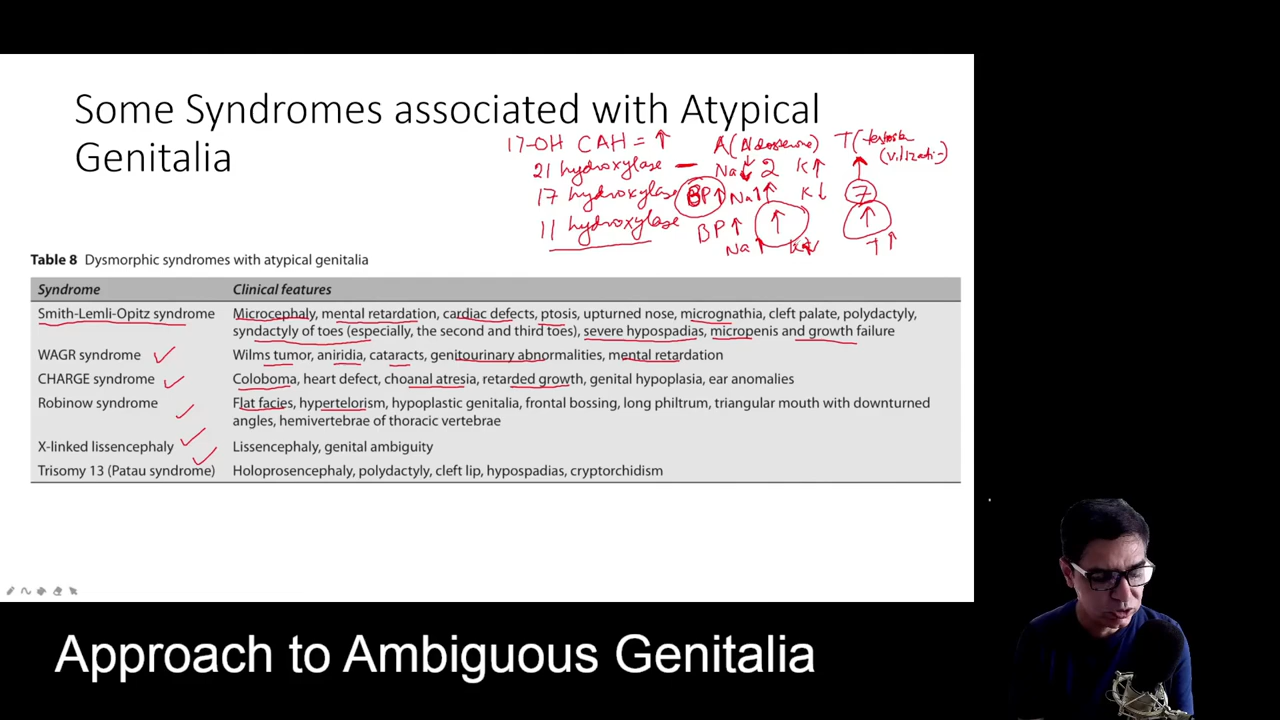 Some Syndromes associated with Atypical
Genitalia
17-OH CAH = ↑ A (Aldosterone) T (
21 hydroxylase — Na ↓ 2 K↑ ↑
17 hydroxylase BP↑ Na↑↑ K↓
11 hydroxylase BP↑ ↑ ↑
Na↑ T↑
Table 8 Dysmorphic syndromes with atypical genitalia
Syndrome Clinical features
Smith-Lemli-Opitz syndrome Microcephaly, mental retardation, cardiac defects, ptosis, upturned nose, micrognathia, cleft palate, polydactyly,
syndactyly of toes (especially, the second and third toes), severe hypospadias, micropenis and growth failure
WAGR syndrome Wilms tumor, aniridia, cataracts, genitourinary abnormalities, mental retardation
CHARGE syndrome Coloboma, heart defect, choanal atresia, retarded growth, genital hypoplasia, ear anomalies
Robinow syndrome Flat facies, hypertelorism, hypoplastic genitalia, frontal bossing, long philtrum, triangular mouth with downturned
angles, hemivertebrae of thoracic vertebrae
X-linked lissencephaly Lissencephaly, genital ambiguity
Trisomy 13 (Patau syndrome) Holoprosencephaly, polydactyly, cleft lip, hypospadias, cryptorchidism
Approach to Ambiguous Genitalia